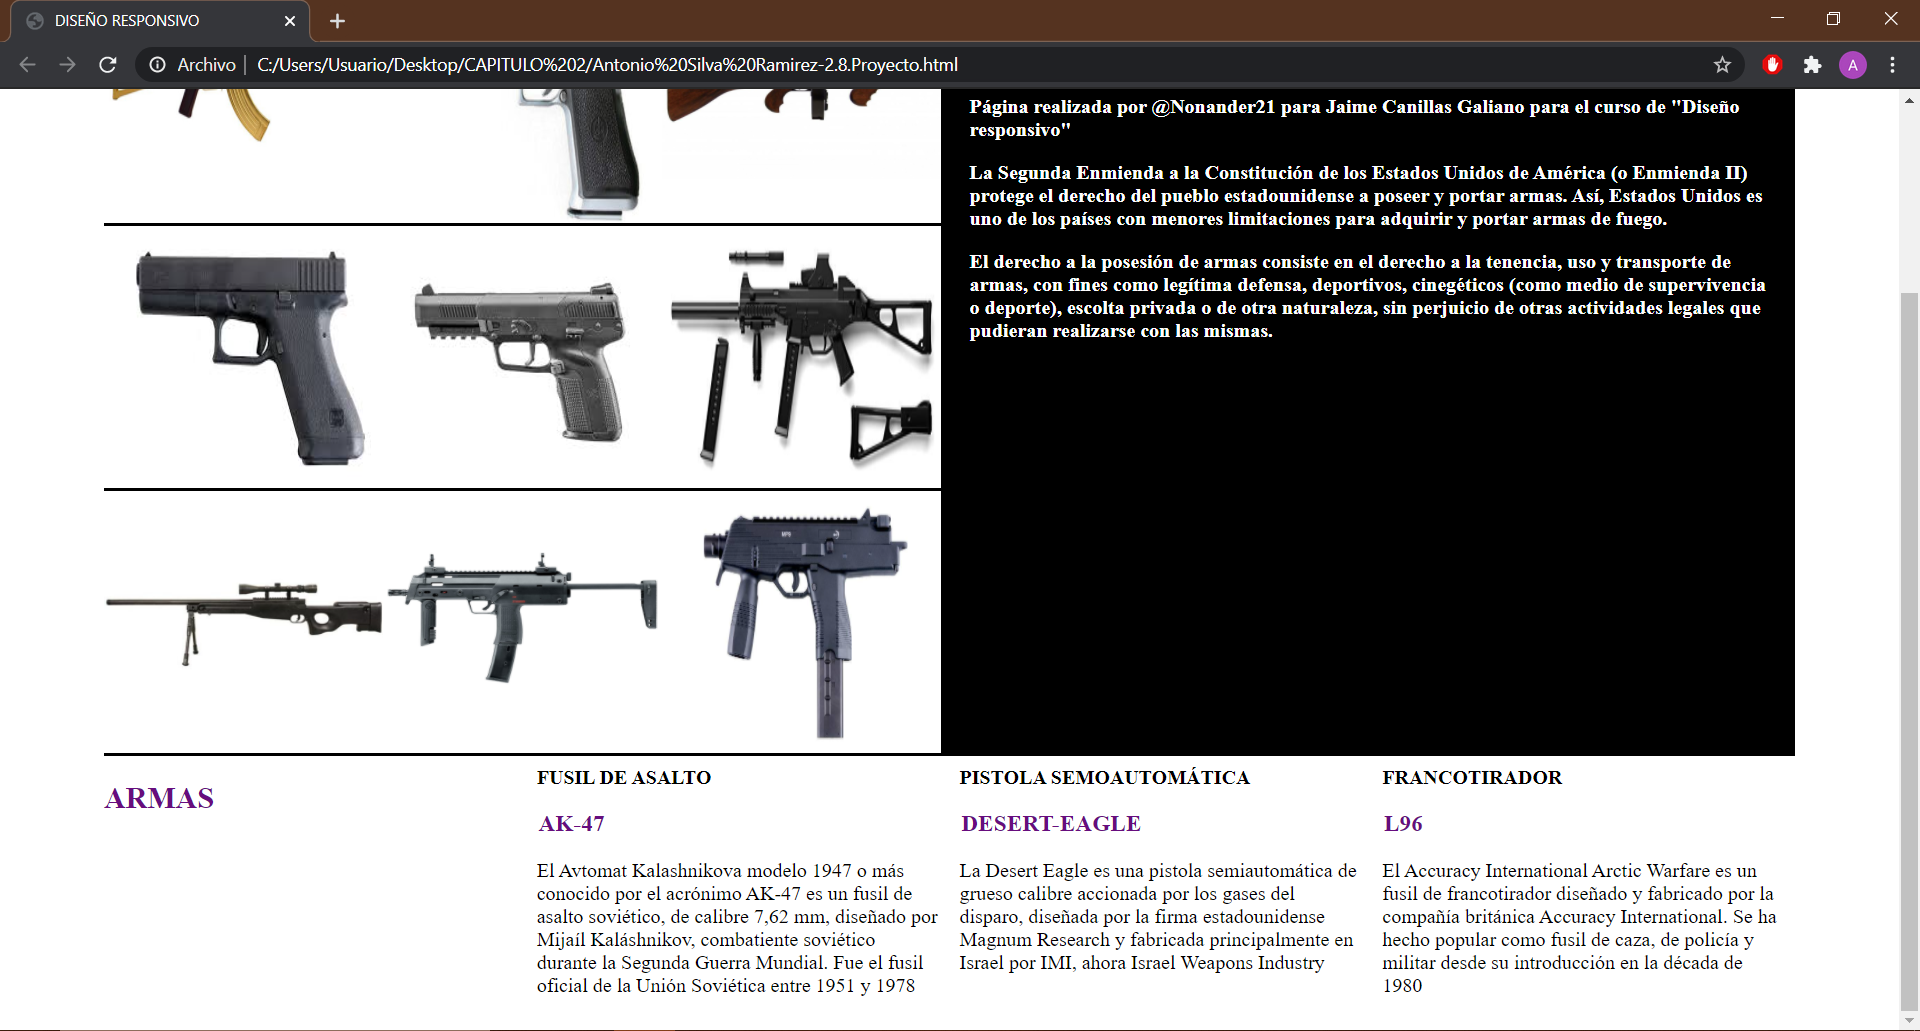 DISEÑO RESPONSIVO
Archivo
C:/Users/Usuario/Desktop/CAPITULO%202/Antonio%20Silva%20Ramirez-2.8.Proyecto.html
A
Página realizada por @Nonander21 para Jaime Canillas Galiano para el curso de "Diseño
responsivo"
La Segunda Enmienda a la Constitución de los Estados Unidos de América (o Enmienda II)
protege el derecho del pueblo estadounidense a poseer y portar armas. Así, Estados Unidos es
uno de los países con menores limitaciones para adquirir y portar armas de fuego.
El derecho a la posesión de armas consiste en el derecho a la tenencia, uso y transporte de
armas, con fines como legítima defensa, deportivos, cinegéticos (como medio de supervivencia
o deporte), escolta privada o de otra naturaleza, sin perjuicio de otras actividades legales que
pudieran realizarse con las mismas.
ARMAS
FUSIL DE ASALTO
AK-47
El Avtomat Kalashnikova modelo 1947 o más
conocido por el acrónimo AK-47 es un fusil de
asalto soviético, de calibre 7,62 mm, diseñado por
Mijaíl Kaláshnikov, combatiente soviético
durante la Segunda Guerra Mundial. Fue el fusil
oficial de la Unión Soviética entre 1951 y 1978
PISTOLA SEMOAUTOMÁTICA
DESERT-EAGLE
La Desert Eagle es una pistola semiautomática de
grueso calibre accionada por los gases del
disparo, diseñada por la firma estadounidense
Magnum Research y fabricada principalmente en
Israel por IMI, ahora Israel Weapons Industry
FRANCOTIRADOR
L96
El Accuracy International Arctic Warfare es un
fusil de francotirador diseñado y fabricado por la
compañía británica Accuracy International. Se ha
hecho popular como fusil de caza, de policía y
militar desde su introducción en la década de
1980